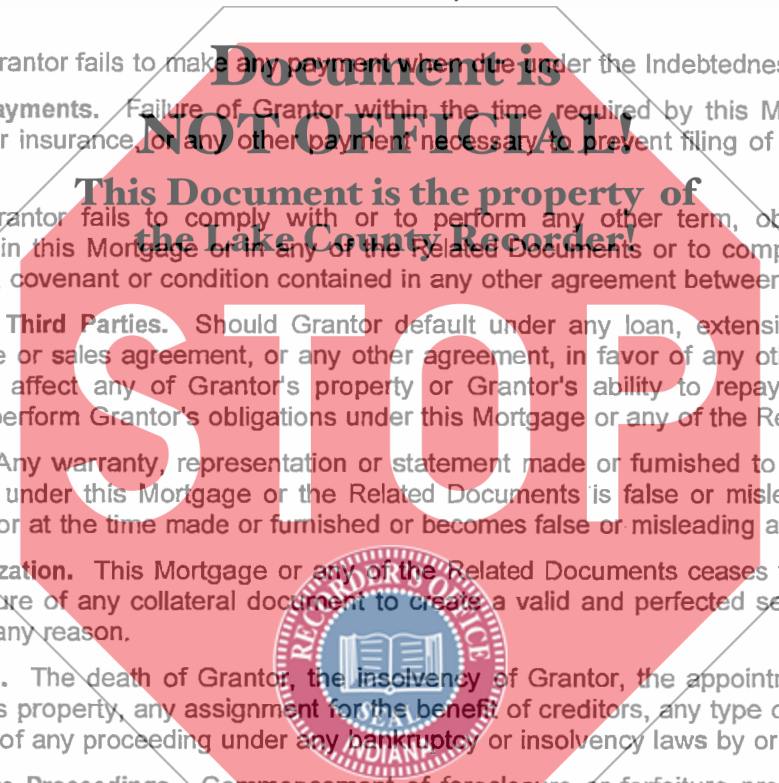 Document is
NOT OFFICIAL!
This Document is the property of
the Lake County Recorder!
STOP
RECORDER'S OFFICE
SEAL
INDIANA
rantor fails to make any payment when due under the Indebtednes
ayments. Failure of Grantor within the time required by this M
r insurance, or any other payment necessary to prevent filing of
rantor fails to comply with or to perform any other term, ob
in this Mortgage or in any of the Related Documents or to comp
covenant or condition contained in any other agreement between
Third Parties. Should Grantor default under any loan, extensi
e or sales agreement, or any other agreement, in favor of any ot
affect any of Grantor's property or Grantor's ability to repay
perform Grantor's obligations under this Mortgage or any of the Re
Any warranty, representation or statement made or furnished to
under this Mortgage or the Related Documents is false or misle
or at the time made or furnished or becomes false or misleading a
zation. This Mortgage or any of the Related Documents ceases
ure of any collateral document to create a valid and perfected se
any reason.
. The death of Grantor, the insolvency of Grantor, the appointm
s property, any assignment for the benefit of creditors, any type o
of any proceeding under any bankruptcy or insolvency laws by or
Proceedings. Commencement of foreclosure or forfeiture pro